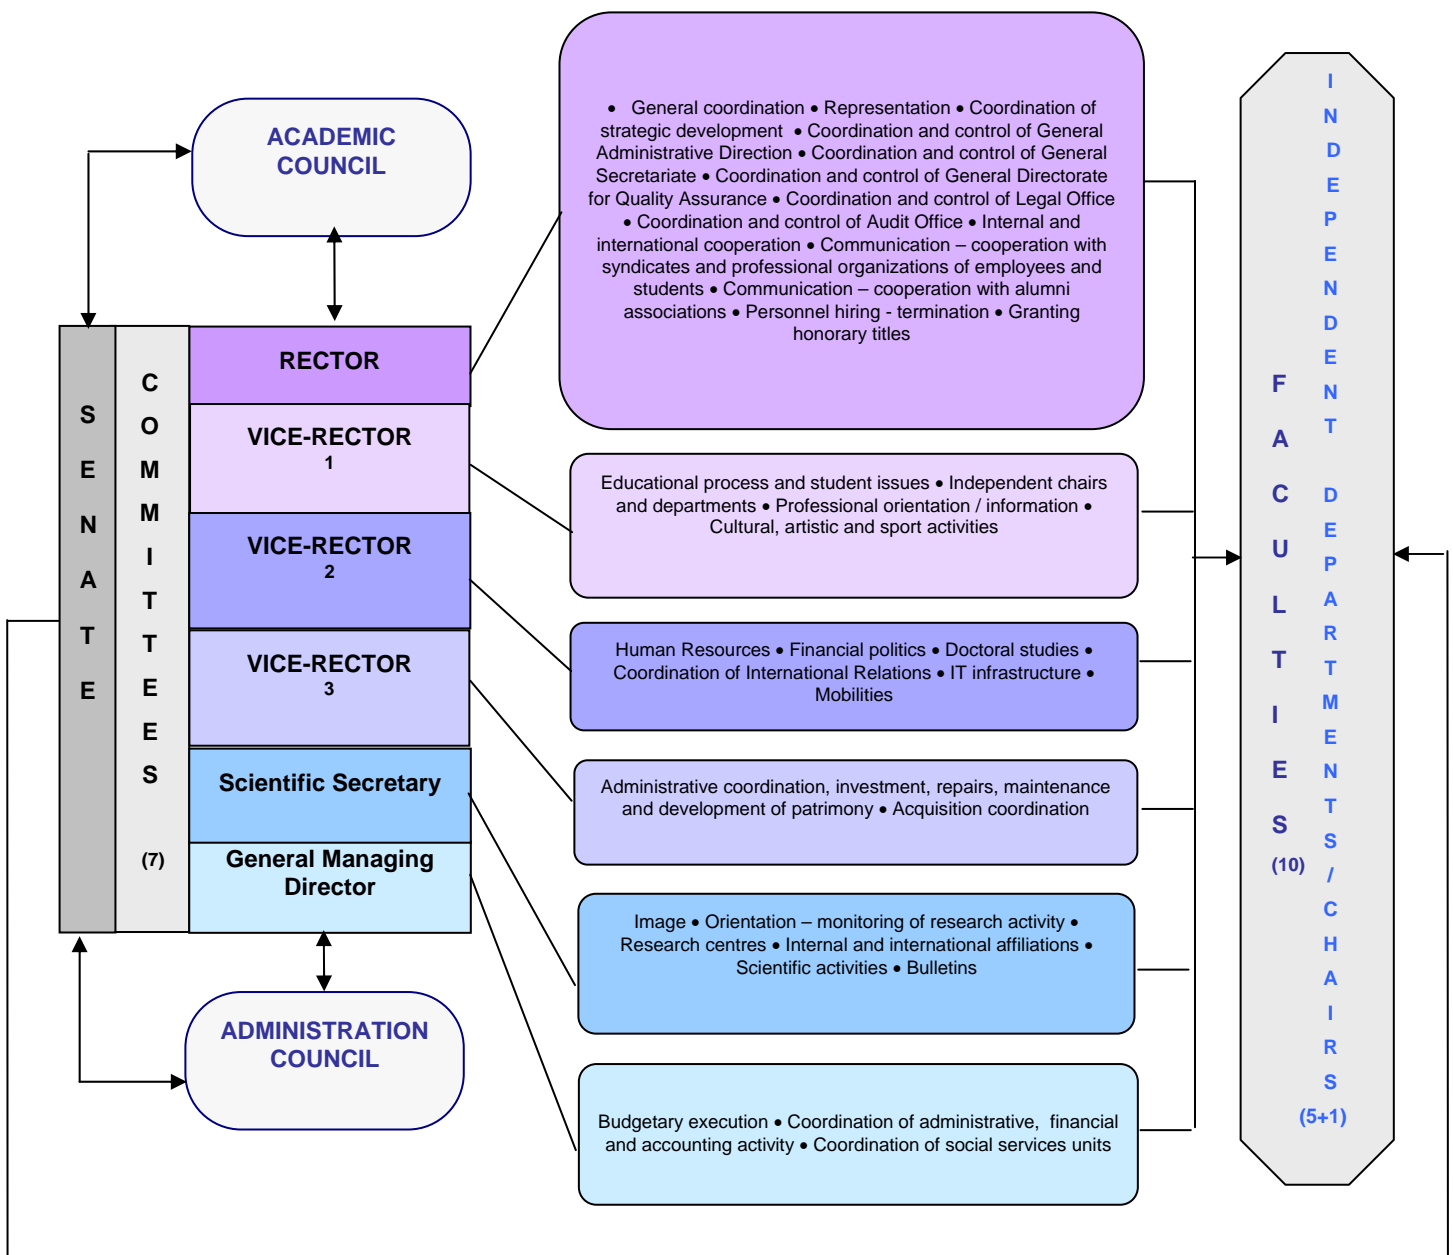 ACADEMIC
COUNCIL
SENATE
COMMITTEES
(7)
RECTOR
VICE-RECTOR
1
VICE-RECTOR
2
VICE-RECTOR
3
Scientific Secretary
General Managing
Director
ADMINISTRATION
COUNCIL
• General coordination • Representation • Coordination of
strategic development • Coordination and control of General
Administrative Direction • Coordination and control of General
Secretariate • Coordination and control of General Directorate
for Quality Assurance • Coordination and control of Legal Office
• Coordination and control of Audit Office • Internal and
international cooperation • Communication – cooperation with
syndicates and professional organizations of employees and
students • Communication – cooperation with alumni
associations • Personnel hiring - termination • Granting
honorary titles
Educational process and student issues • Independent chairs
and departments • Professional orientation / information •
Cultural, artistic and sport activities
Human Resources • Financial politics • Doctoral studies •
Coordination of International Relations • IT infrastructure •
Mobilities
Administrative coordination, investment, repairs, maintenance
and development of patrimony • Acquisition coordination
Image • Orientation – monitoring of research activity •
Research centres • Internal and international affiliations •
Scientific activities • Bulletins
Budgetary execution • Coordination of administrative, financial
and accounting activity • Coordination of social services units
FACULTIES
(10)
INDEPENDENT DEPARTMENTS/CHAIRS
(5+1)